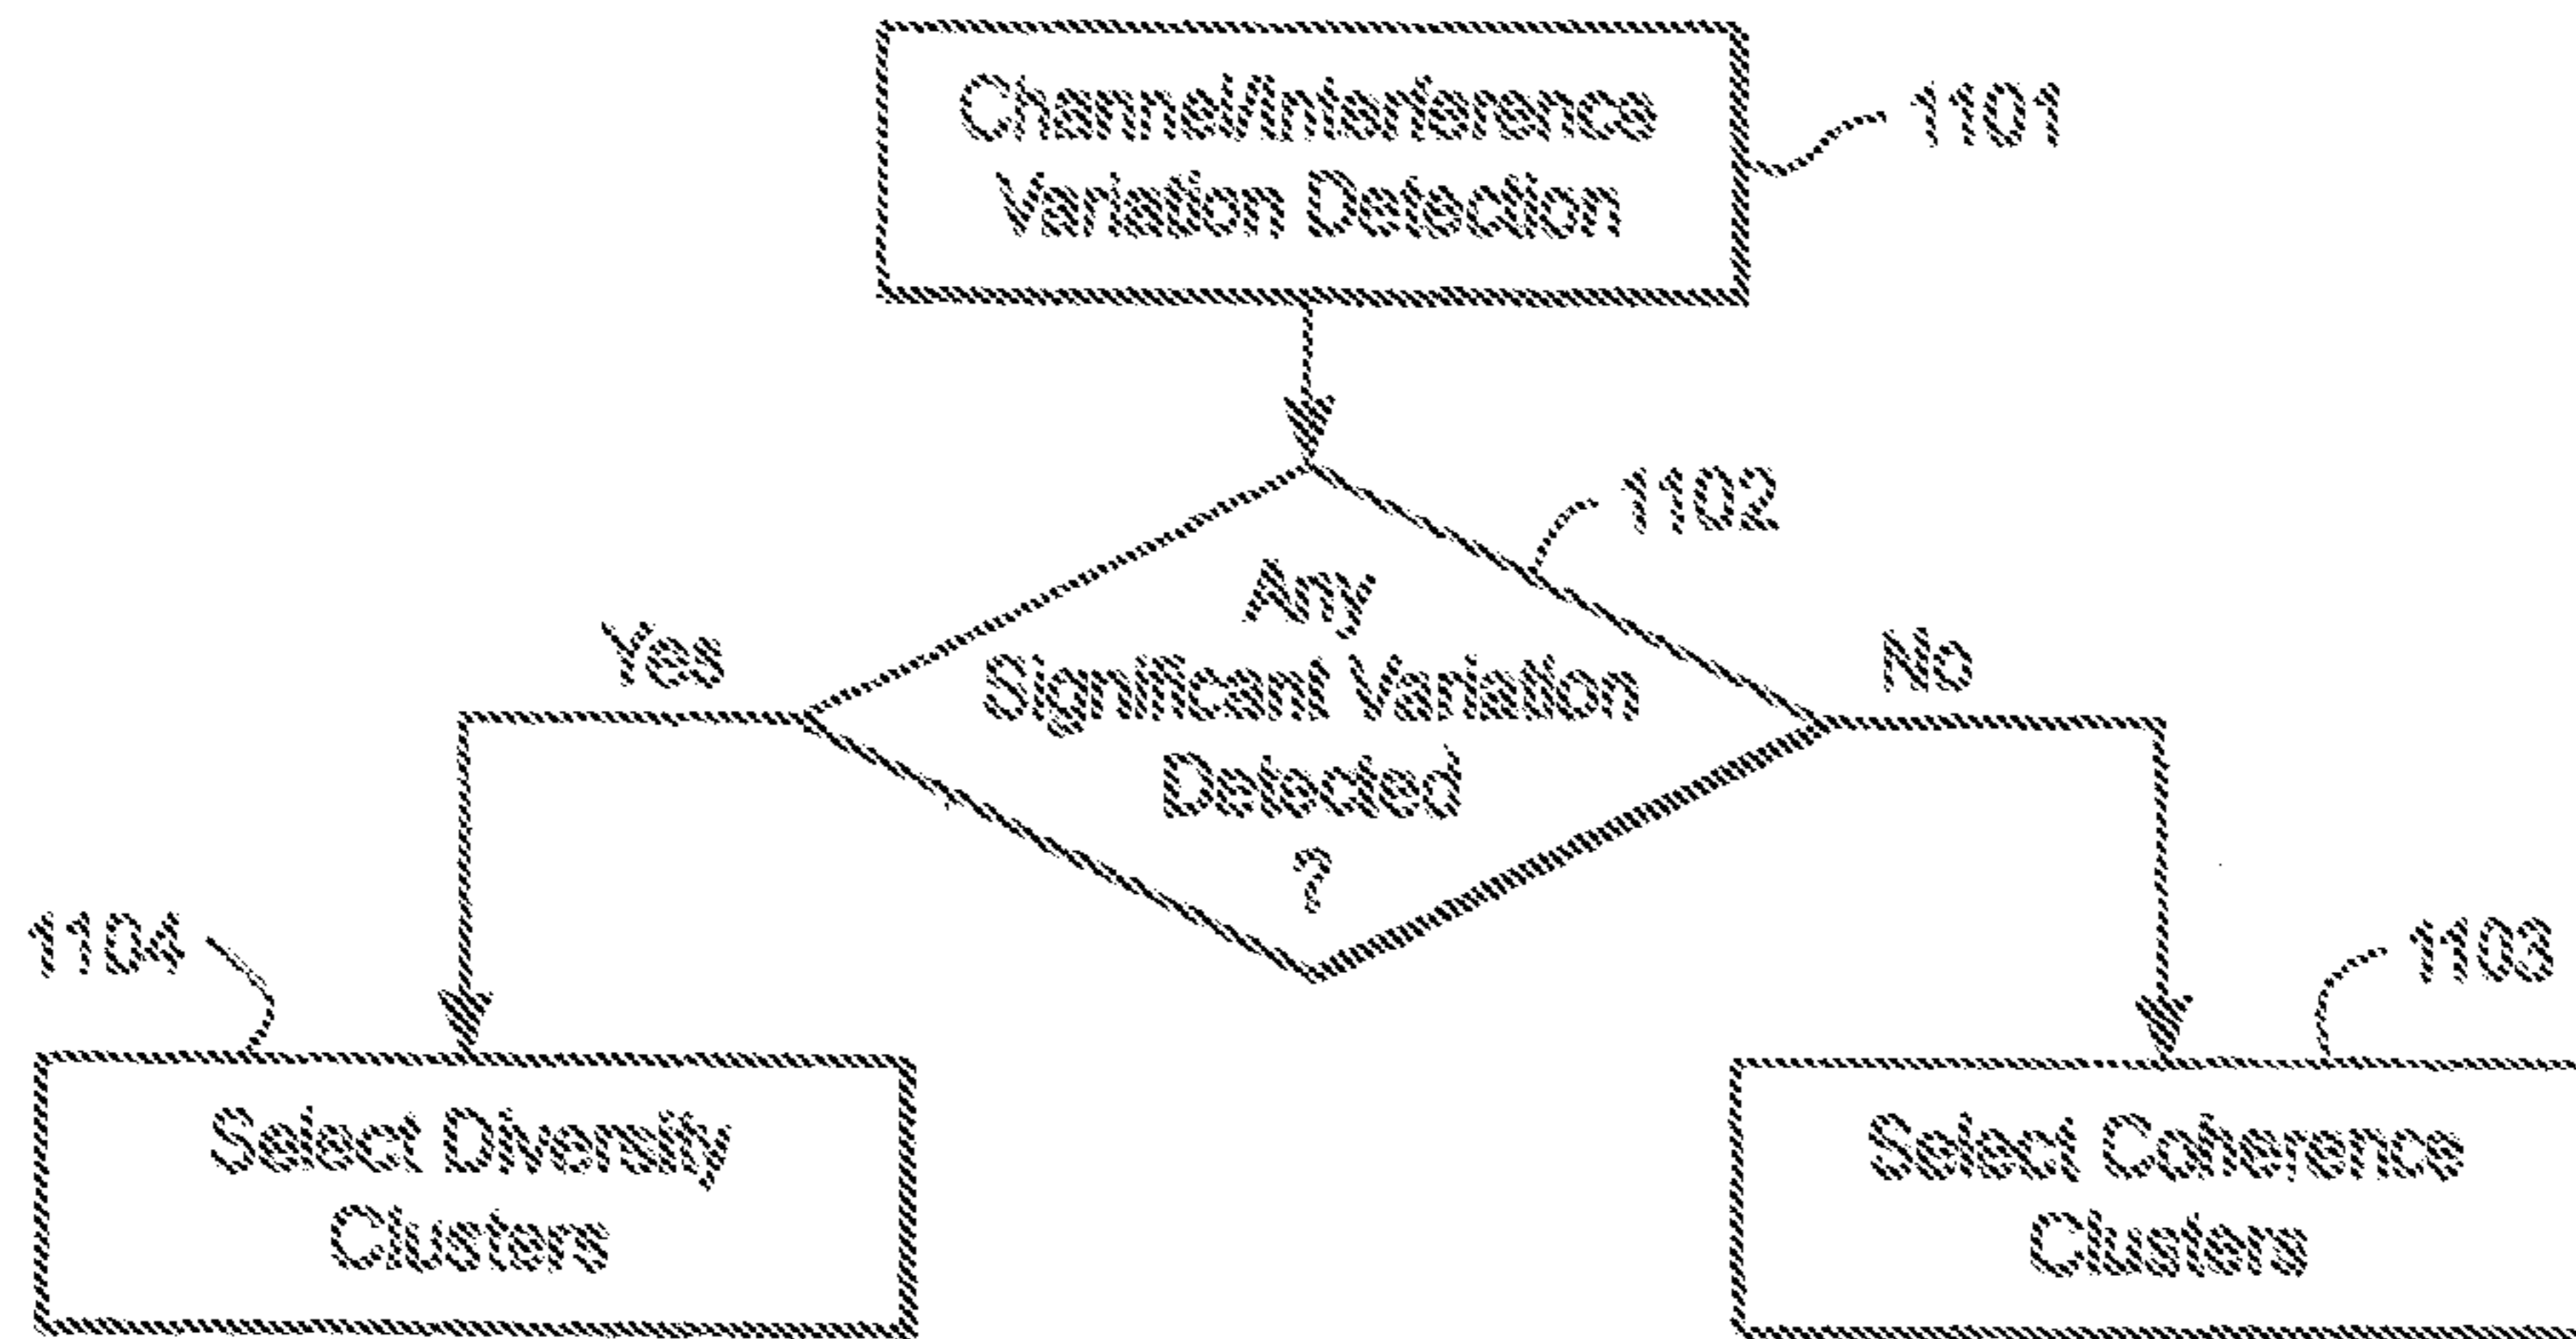 Channel/Interference
Variation Detection
1101
1102
Any
Significant Variation
Detected
?
Yes
No
1104
1103
Select Diversity
Clusters
Select Coherence
Clusters